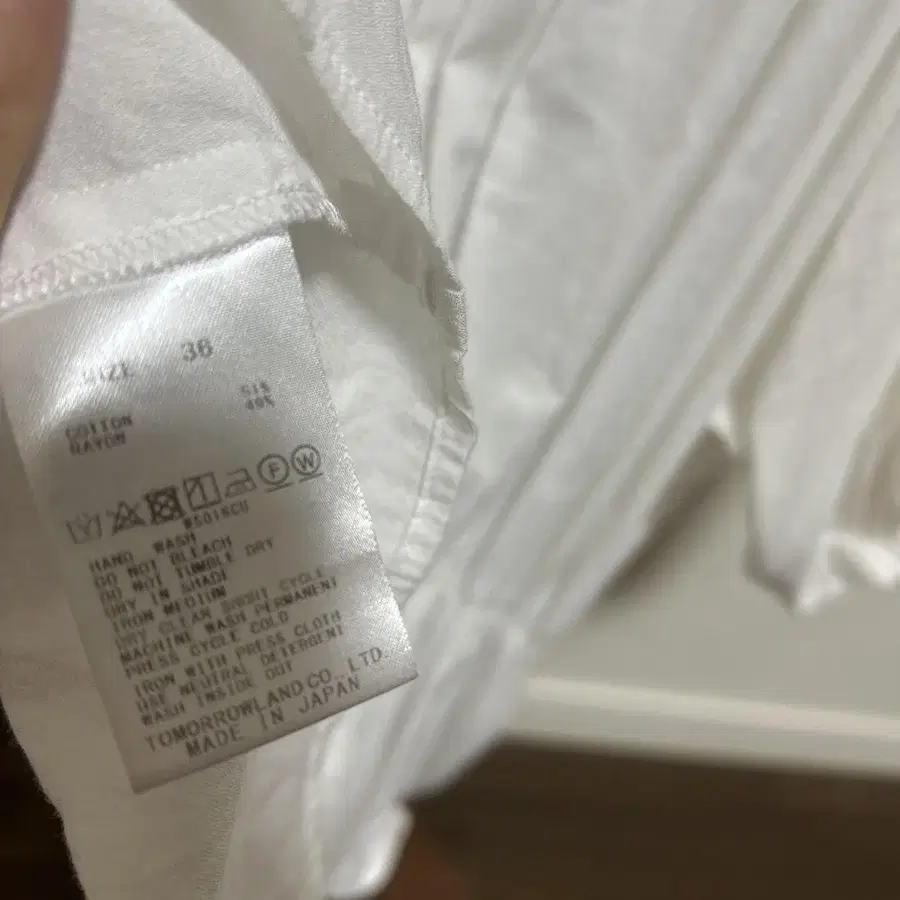 SIZE 36
COTTON 51%
RAYON 49%
F W
HAND WASH
DO NOT BLEACH
DO NOT TUMBLE DRY
DRY IN SHADE
IRON MEDIUM
DRY CLEAN SHORT CYCLE
MACHINE WASH PERMANENT
PRESS CYCLE COLD
IRON WITH PRESS CLOTH
USE NEUTRAL DETERGENT
WASH INSIDE OUT
TOMORROWLAND CO., LTD.
MADE IN JAPAN